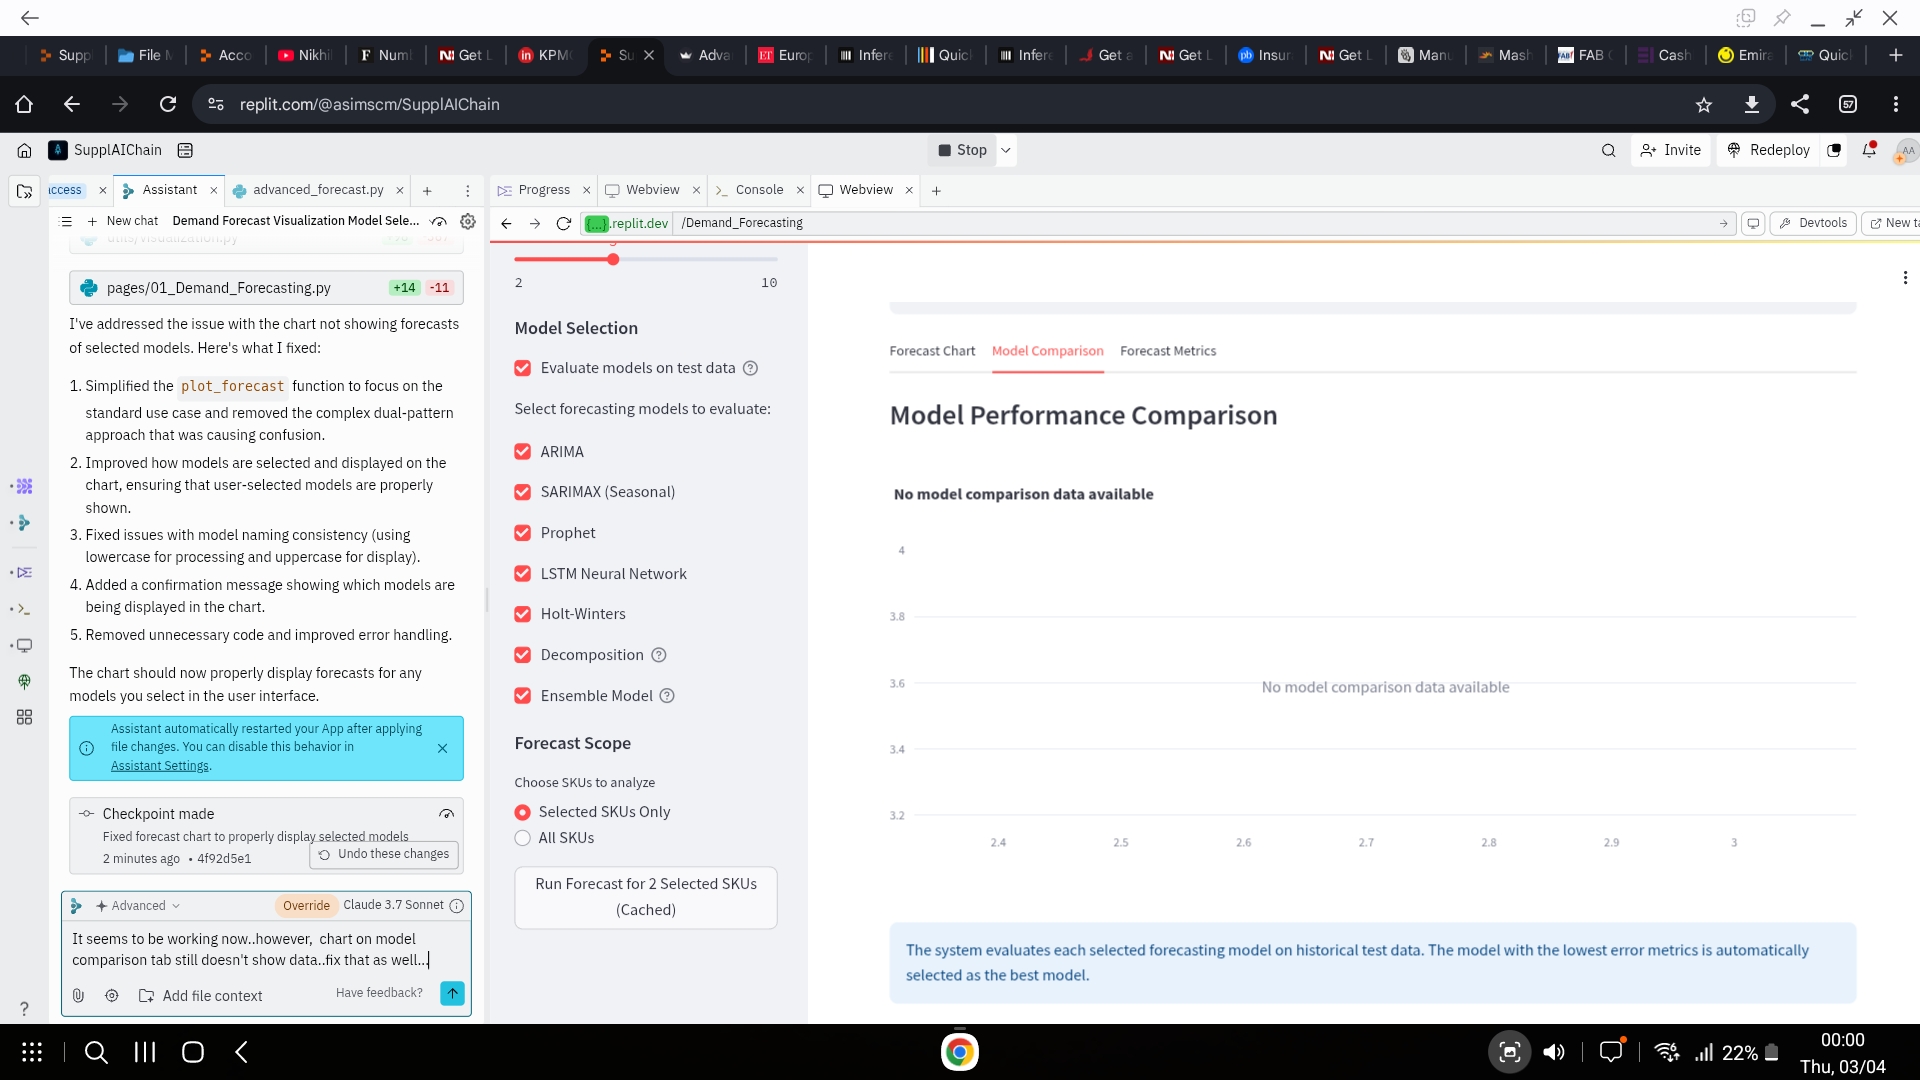 Suppl
File M
Acco
Nikhi
Num
Get L
KPM
Su
Adva
Europ
Infere
Quick
Infere
Get a
Get L
Insur
Get L
Manu
Mash
FAB
Cash
Emira
Quic
replit.com/@asimscm/SupplAIChain
57
SupplAIChain
Stop
Invite
Redeploy
AA
access
Assistant
advanced_forecast.py
Progress
Webview
Console
Webview
New chat
Demand Forecast Visualization Model Sele...
{...}.replit.dev
/Demand_Forecasting
Devtools
New ta
utils/visualization.py
pages/01_Demand_Forecasting.py
+14
-11
I've addressed the issue with the chart not showing forecasts
of selected models. Here's what I fixed:
1. Simplified the plot_forecast function to focus on the
standard use case and removed the complex dual-pattern
approach that was causing confusion.
2. Improved how models are selected and displayed on the
chart, ensuring that user-selected models are properly
shown.
3. Fixed issues with model naming consistency (using
lowercase for processing and uppercase for display).
4. Added a confirmation message showing which models are
being displayed in the chart.
5. Removed unnecessary code and improved error handling.
The chart should now properly display forecasts for any
models you select in the user interface.
Assistant automatically restarted your App after applying
file changes. You can disable this behavior in
Assistant Settings.
Checkpoint made
Fixed forecast chart to properly display selected models
2 minutes ago • 4f92d5e1
Undo these changes
Advanced
Override
Claude 3.7 Sonnet
It seems to be working now..however, chart on model
comparison tab still doesn't show data..fix that as well...
Add file context
Have feedback?
2
10
Model Selection
Evaluate models on test data
Select forecasting models to evaluate:
ARIMA
SARIMAX (Seasonal)
Prophet
LSTM Neural Network
Holt-Winters
Decomposition
Ensemble Model
Forecast Scope
Choose SKUs to analyze
Selected SKUs Only
All SKUs
Run Forecast for 2 Selected SKUs
(Cached)
Forecast Chart
Model Comparison
Forecast Metrics
Model Performance Comparison
No model comparison data available
4
3.8
3.6
No model comparison data available
3.4
3.2
2.4
2.5
2.6
2.7
2.8
2.9
3
The system evaluates each selected forecasting model on historical test data. The model with the lowest error metrics is automatically
selected as the best model.
22%
00:00
Thu, 03/04